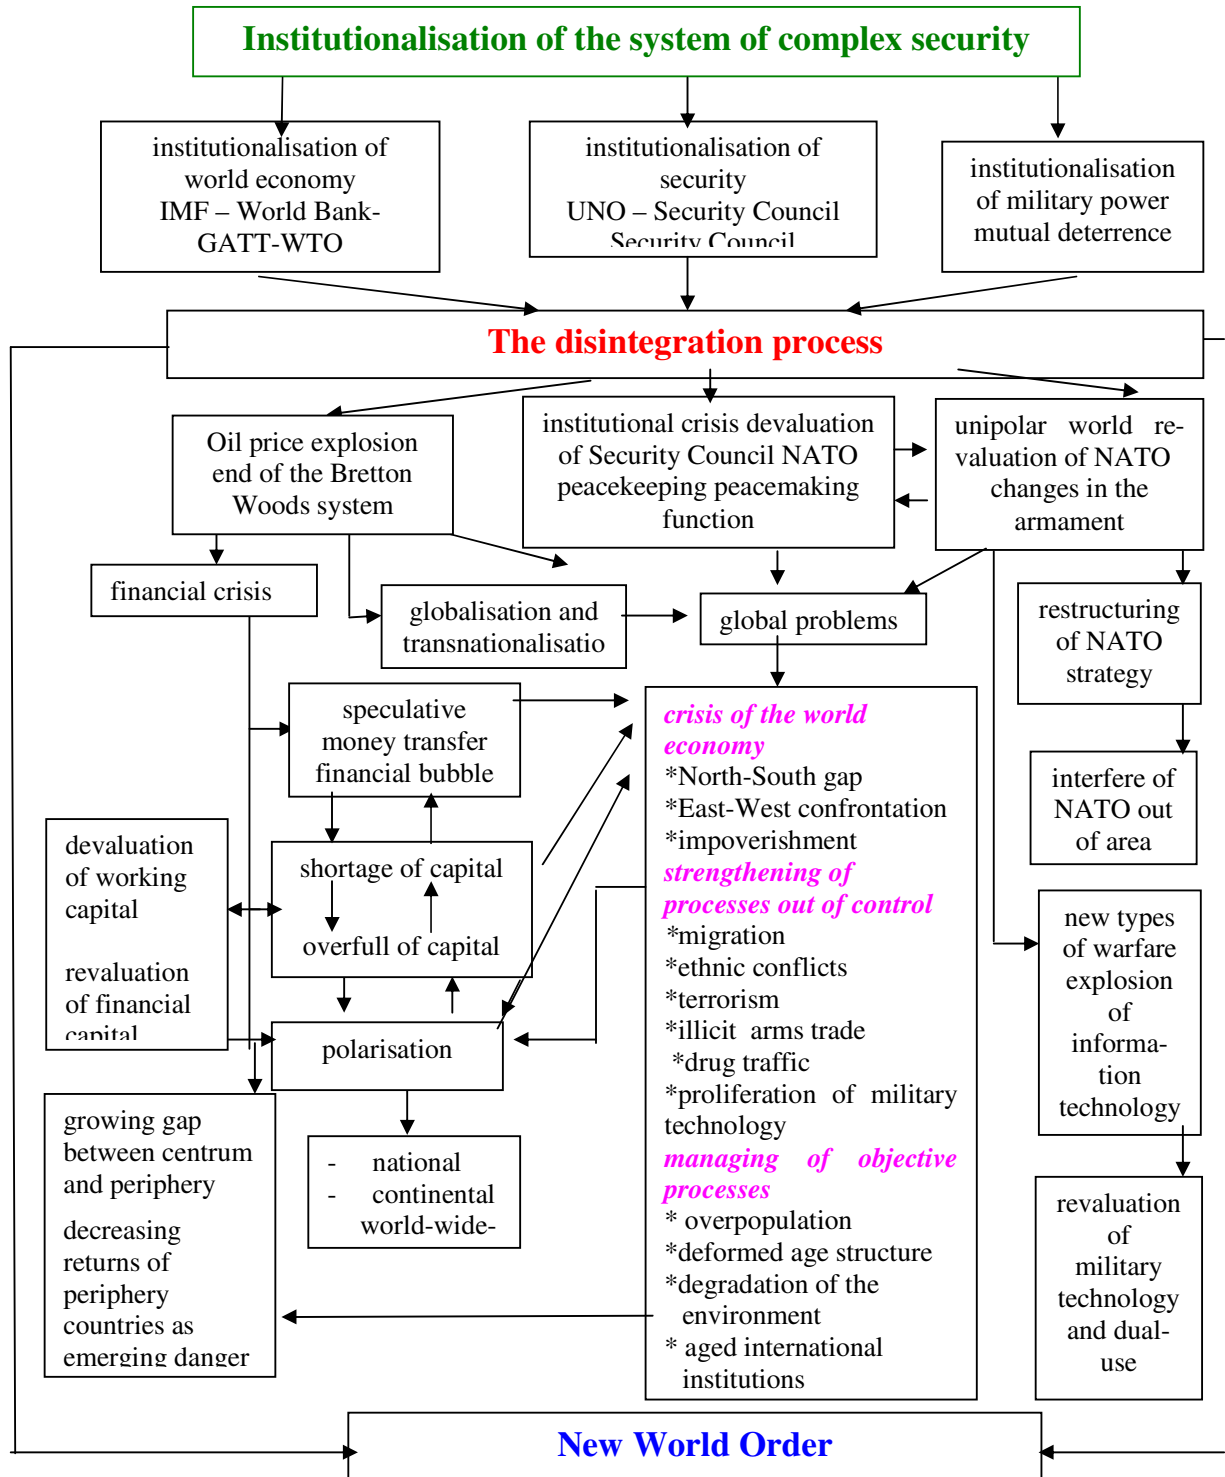 Institutionalisation of the system of complex security
institutionalisation of
world economy
IMF – World Bank-
GATT-WTO
institutionalisation of
security
UNO – Security Council
Security Council
institutionalisation
of military power
mutual deterrence
The disintegration process
Oil price explosion
end of the Bretton
Woods system
institutional crisis devaluation
of Security Council NATO
peacekeeping peacemaking
function
unipolar world re-
valuation of NATO
changes in the
armament
financial crisis
globalisation and
transnationalisatio
global problems
restructuring
of NATO
strategy
speculative
money transfer
financial bubble
crisis of the world
economy
*North-South gap
*East-West confrontation
*impoverishment
strengthening of
processes out of control
*migration
*ethnic conflicts
*terrorism
*illicit arms trade
*drug traffic
*proliferation of military
technology
managing of objective
processes
* overpopulation
*deformed age structure
*degradation of the
environment
* aged international
institutions
interfere of
NATO out
of area
devaluation
of working
capital
revaluation
of financial
capital
shortage of capital
overfull of capital
new types
of warfare
explosion
of
informa-
tion
technology
polarisation
growing gap
between centrum
and periphery
decreasing
returns of
periphery
countries as
emerging danger
- national
- continental
world-wide-
revaluation
of
military
technology
and dual-
use
New World Order